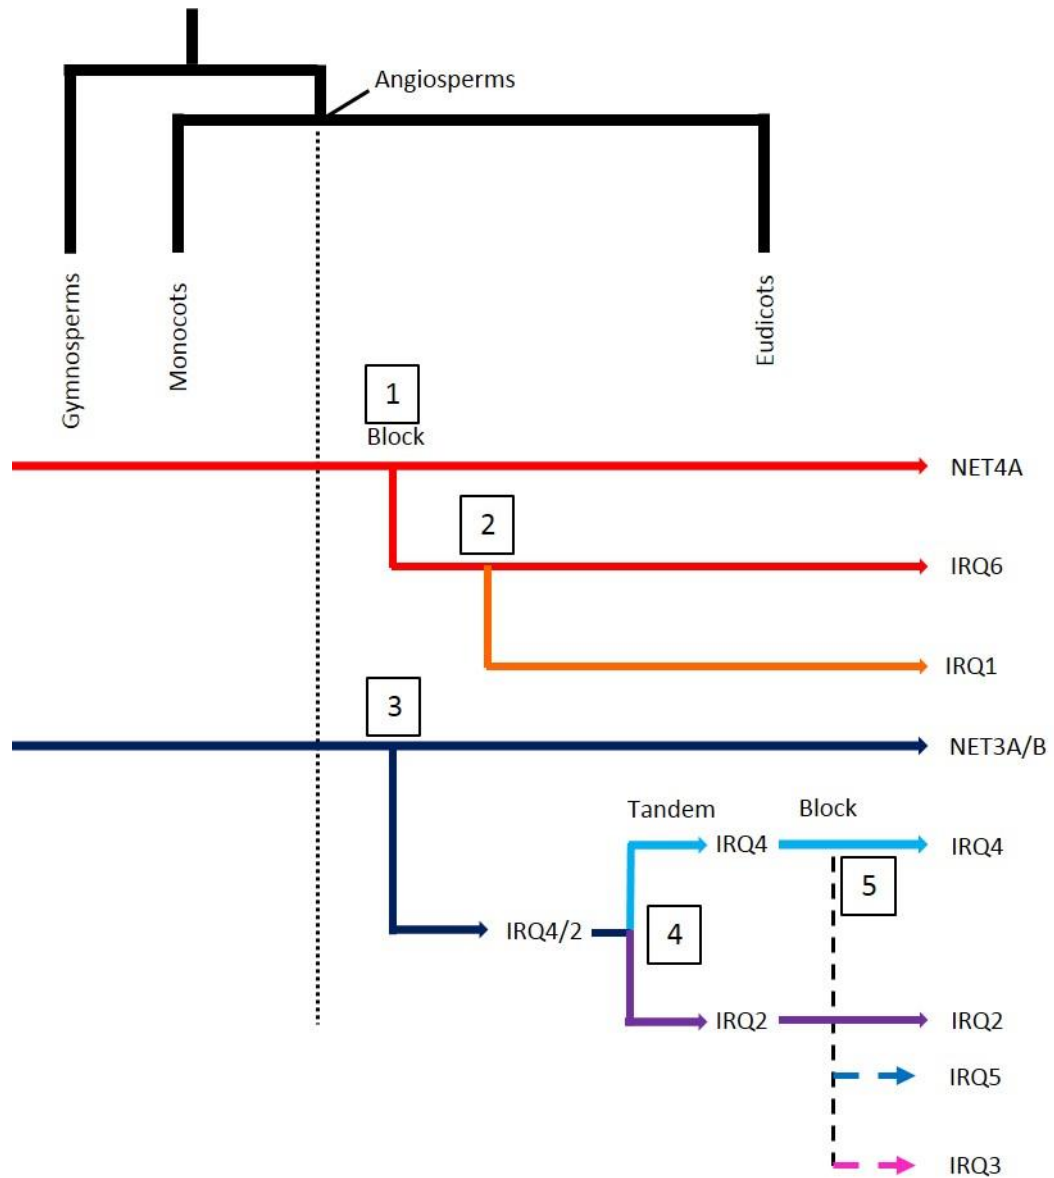 Angiosperms
Gymnosperms
Monocots
Eudicots
1
Block
NET4A
2
IRQ6
IRQ1
3
NET3A/B
Tandem
Block
IRQ4
IRQ4
5
IRQ4/2
4
IRQ2
IRQ2
IRQ5
IRQ3